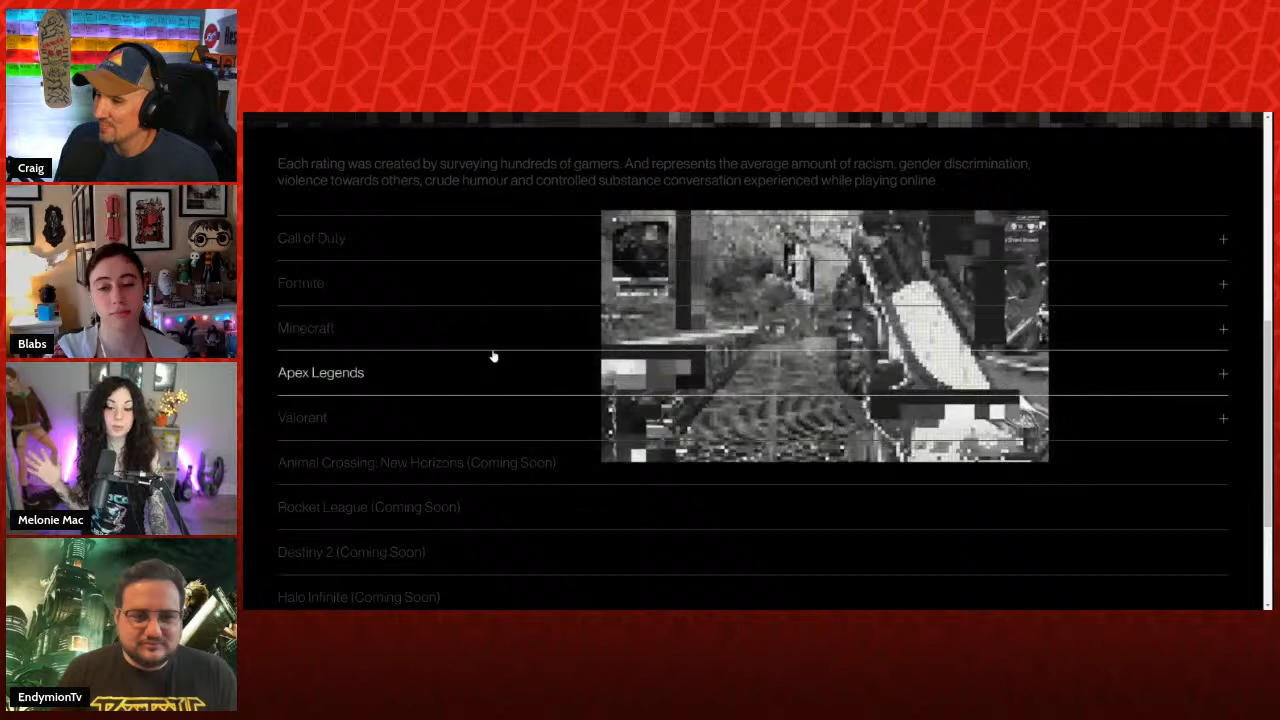 Craig
Blabs
Melonie Mac
EndymionTv
Each rating was created by surveying hundreds of gamers. And represents the average amount of racism, gender discrimination,
violence towards others, crude humour and controlled substance conversation experienced while playing online.
Call of Duty +
Fortnite +
Minecraft +
Apex Legends +
Valorant +
Animal Crossing: New Horizons (Coming Soon)
Rocket League (Coming Soon)
Destiny 2 (Coming Soon)
Halo Infinite (Coming Soon)